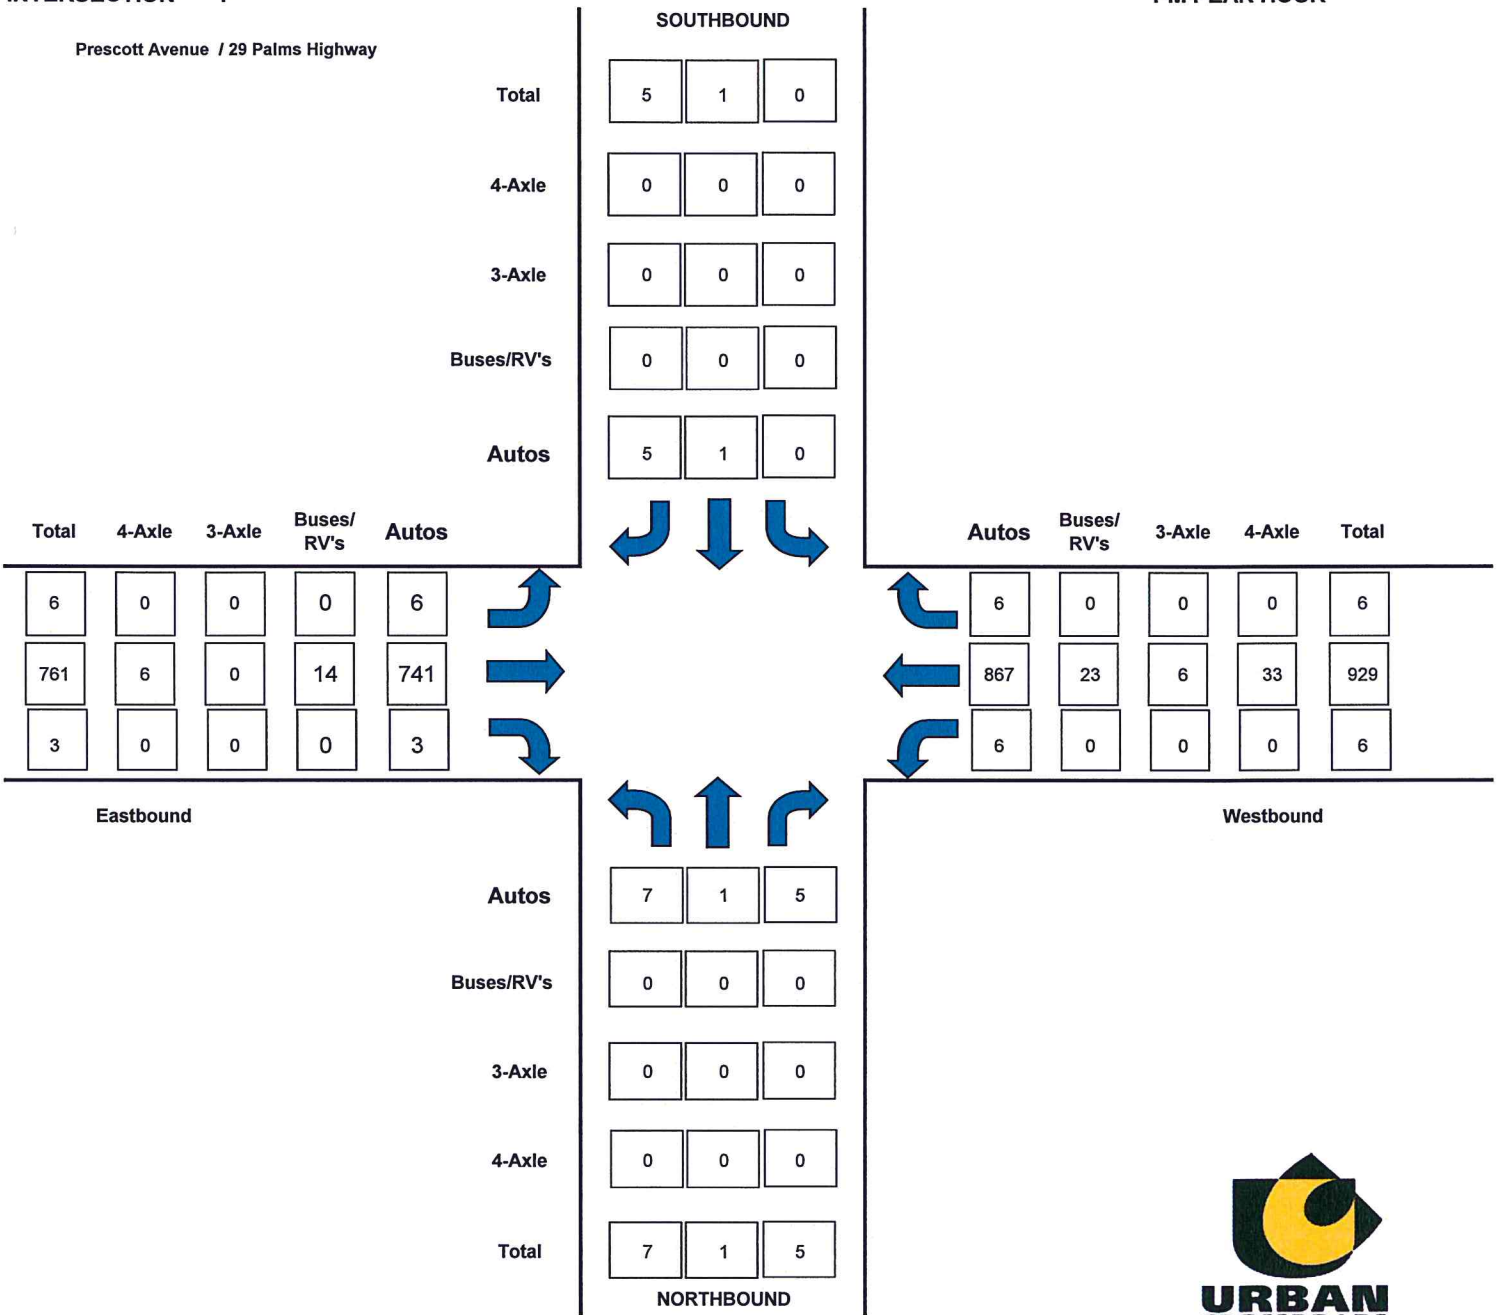 SOUTHBOUND
Prescott Avenue / 29 Palms Highway
Total 5 1 0
4-Axle 0 0 0
3-Axle 0 0 0
Buses/RV's 0 0 0
Autos 5 1 0
Total 4-Axle 3-Axle Buses/ RV's Autos
Autos Buses/ RV's 3-Axle 4-Axle Total
6 0 0 0 6
6 0 0 0 6
761 6 0 14 741
867 23 6 33 929
3 0 0 0 3
6 0 0 0 6
Eastbound
Westbound
Autos 7 1 5
Buses/RV's 0 0 0
3-Axle 0 0 0
4-Axle 0 0 0
Total 7 1 5
NORTHBOUND
URBAN